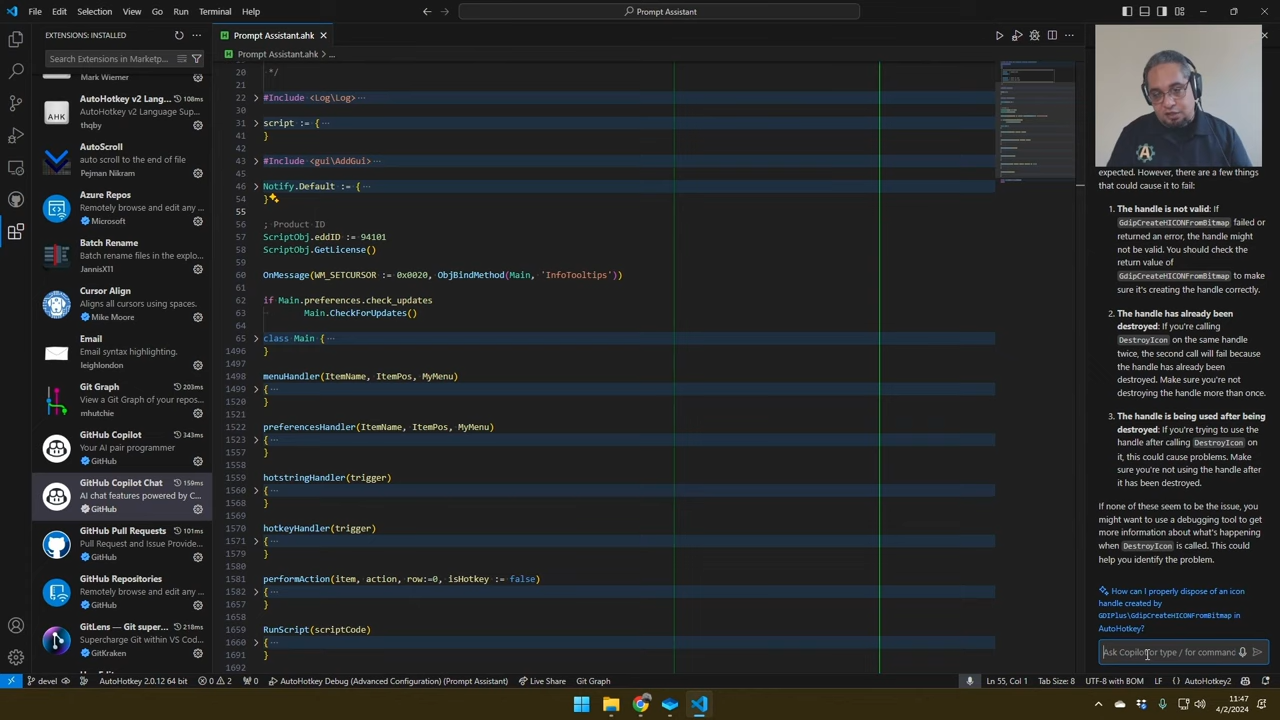 File Edit Selection View Go Run Terminal Help
Prompt Assistant
EXTENSIONS: INSTALLED
Search Extensions in Marketp...
Mark Wiemer
AutoHotkey v2 Lang... 108ms
AutoHotkey v2 Language Su...
thqby
AHK
AutoScroll
auto scroll to the end of file
Pejman Nikram
Azure Repos
Remotely browse and edit any ...
Microsoft
Batch Rename
Batch rename files in the explo...
JannisX11
Cursor Align
Aligns all cursors using spaces.
Mike Moore
Email
Email syntax highlighting.
leighlondon
Git Graph 203ms
View a Git Graph of your repos...
mhutchie
GitHub Copilot 343ms
Your AI pair programmer
GitHub
GitHub Copilot Chat 159ms
AI chat features powered by C...
GitHub
GitHub Pull Requests 101ms
Pull Request and Issue Provide...
GitHub
GitHub Repositories
Remotely browse and edit any ...
GitHub
GitLens — Git super... 218ms
Supercharge Git within VS Cod...
GitKraken
Prompt Assistant.ahk
Prompt Assistant.ahk > ...
20 */
21
22 #Include <Log\Log> ...
30
31 script := { ...
41 }
42
43 #Include <gui\AddGui> ...
45
46 Notify.Default := { ...
54 }
55
56 ; Product ID
57 ScriptObj.eddID := 94101
58 ScriptObj.GetLicense()
59
60 OnMessage(WM_SETCURSOR := 0x0020, ObjBindMethod(Main, 'InfoTooltips'))
61
62 if Main.preferences.check_updates
63 Main.CheckForUpdates()
64
65 class Main { ...
1496 }
1497
1498 menuHandler(ItemName, ItemPos, MyMenu)
1499 { ...
1520 }
1521
1522 preferencesHandler(ItemName, ItemPos, MyMenu)
1523 { ...
1557 }
1558
1559 hotstringHandler(trigger)
1560 { ...
1568 }
1569
1570 hotkeyHandler(trigger)
1571 { ...
1579 }
1580
1581 performAction(item, action, row:=0, isHotkey := false)
1582 { ...
1657 }
1658
1659 RunScript(scriptCode)
1660 { ...
1691 }
1692
expected. However, there are a few things
that could cause it to fail:
1. The handle is not valid: If
GdipCreateHICONFromBitmap failed
or returned an error, the handle might
not be valid. You should check the
return value of
GdipCreateHICONFromBitmap to make
sure it's creating the handle correctly.
2. The handle has already been
destroyed: If you're calling
DestroyIcon on the same handle
twice, the second call will fail because
the handle has already been
destroyed. Make sure you're not
destroying the handle more than once.
3. The handle is being used after being
destroyed: If you're trying to use the
handle after calling DestroyIcon on
it, this could cause problems. Make
sure you're not using the handle after
it has been destroyed.
If none of these seem to be the issue, you
might want to use a debugging tool to get
more information about what's happening
when DestroyIcon is called. This could
help you identify the problem.
How can I properly dispose of an icon
handle created by
GDIPlus\GdipCreateHICONFromBitmap in
AutoHotkey?
Ask Copilot or type / for command
devel 0 2 0 AutoHotkey Debug (Advanced Configuration) (Prompt Assistant) Live Share Git Graph
AutoHotkey 2.0.12 64 bit
Ln 55, Col 1 Tab Size: 8 UTF-8 with BOM LF {} AutoHotkey2
11:47
4/2/2024